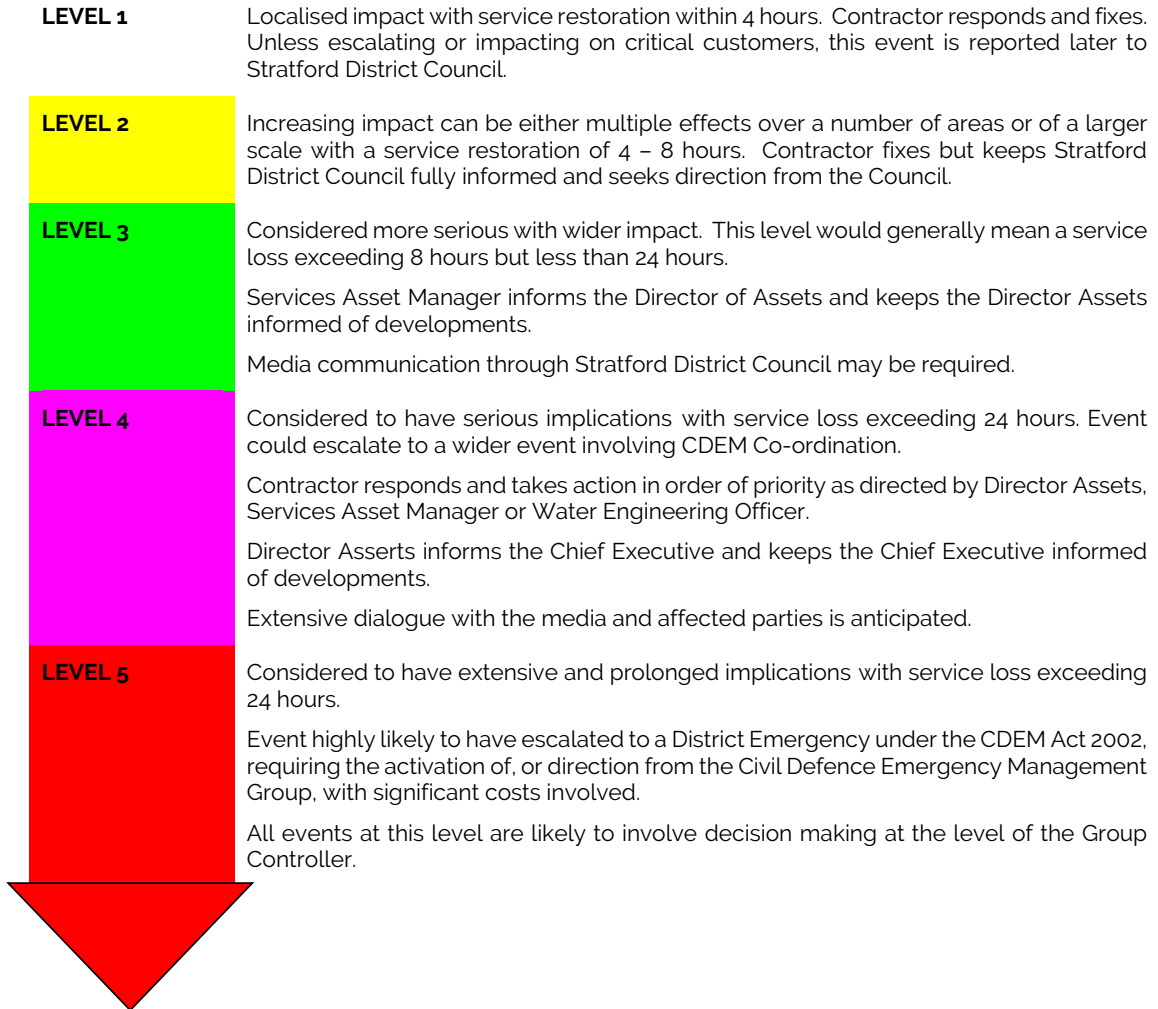 LEVEL 1
Localised impact with service restoration within 4 hours. Contractor responds and fixes.
Unless escalating or impacting on critical customers, this event is reported later to
Stratford District Council.
LEVEL 2
Increasing impact can be either multiple effects over a number of areas or of a larger
scale with a service restoration of 4 – 8 hours. Contractor fixes but keeps Stratford
District Council fully informed and seeks direction from the Council.
LEVEL 3
Considered more serious with wider impact. This level would generally mean a service
loss exceeding 8 hours but less than 24 hours.
Services Asset Manager informs the Director of Assets and keeps the Director Assets
informed of developments.
Media communication through Stratford District Council may be required.
LEVEL 4
Considered to have serious implications with service loss exceeding 24 hours. Event
could escalate to a wider event involving CDEM Co-ordination.
Contractor responds and takes action in order of priority as directed by Director Assets,
Services Asset Manager or Water Engineering Officer.
Director Asserts informs the Chief Executive and keeps the Chief Executive informed
of developments.
Extensive dialogue with the media and affected parties is anticipated.
LEVEL 5
Considered to have extensive and prolonged implications with service loss exceeding
24 hours.
Event highly likely to have escalated to a District Emergency under the CDEM Act 2002,
requiring the activation of, or direction from the Civil Defence Emergency Management
Group, with significant costs involved.
All events at this level are likely to involve decision making at the level of the Group
Controller.